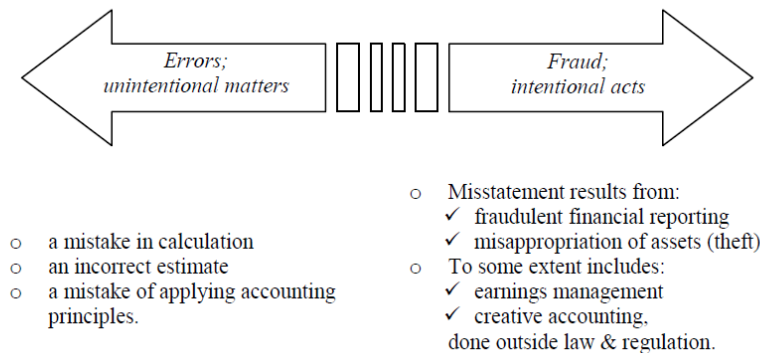 Errors;
unintentional matters
Fraud;
intentional acts
o a mistake in calculation
o an incorrect estimate
o a mistake of applying accounting
principles.
o Misstatement results from:
✓ fraudulent financial reporting
✓ misappropriation of assets (theft)
o To some extent includes:
✓ earnings management
✓ creative accounting,
done outside law & regulation.